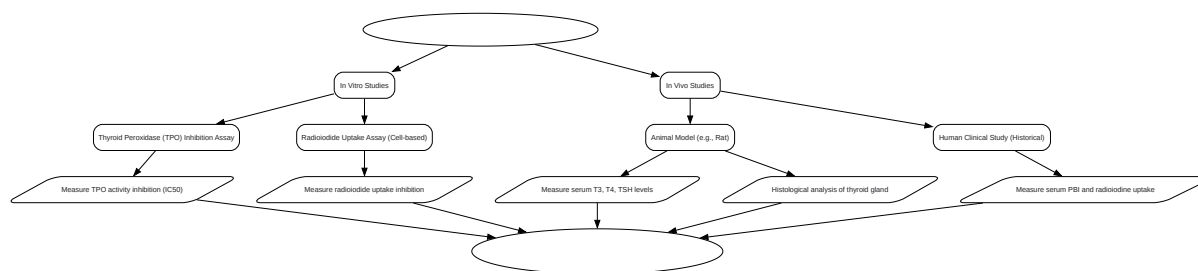 In Vitro Studies
In Vivo Studies
Thyroid Peroxidase (TPO) Inhibition Assay
Radioiodide Uptake Assay (Cell-based)
Animal Model (e.g., Rat)
Human Clinical Study (Historical)
Measure TPO activity inhibition (IC50)
Measure radioiodide uptake inhibition
Measure serum T3, T4, TSH levels
Histological analysis of thyroid gland
Measure serum PBI and radioiodine uptake